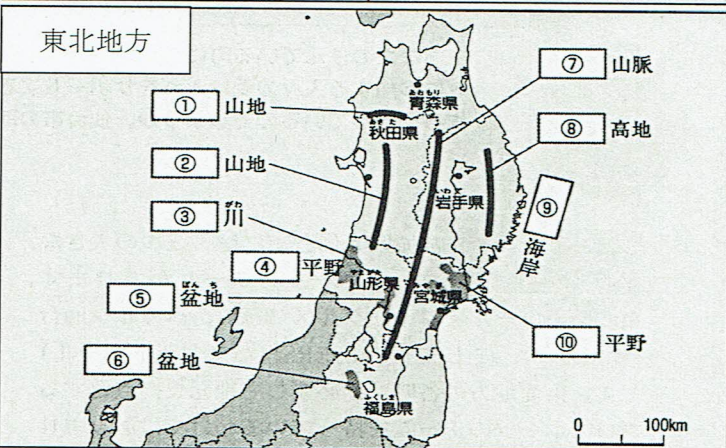 東北地方
① 山地
② 山地
③ 川
がわ
④ 平野
⑤ 盆地
ぼんち
⑥ 盆地
⑦ 山脈
⑧ 高地
⑨ 海岸
⑩ 平野
あおもり
青森県
あきた
秋田県
いわて
岩手県
やまがた
山形県
みやぎ
宮城県
ふくしま
福島県
0 100km